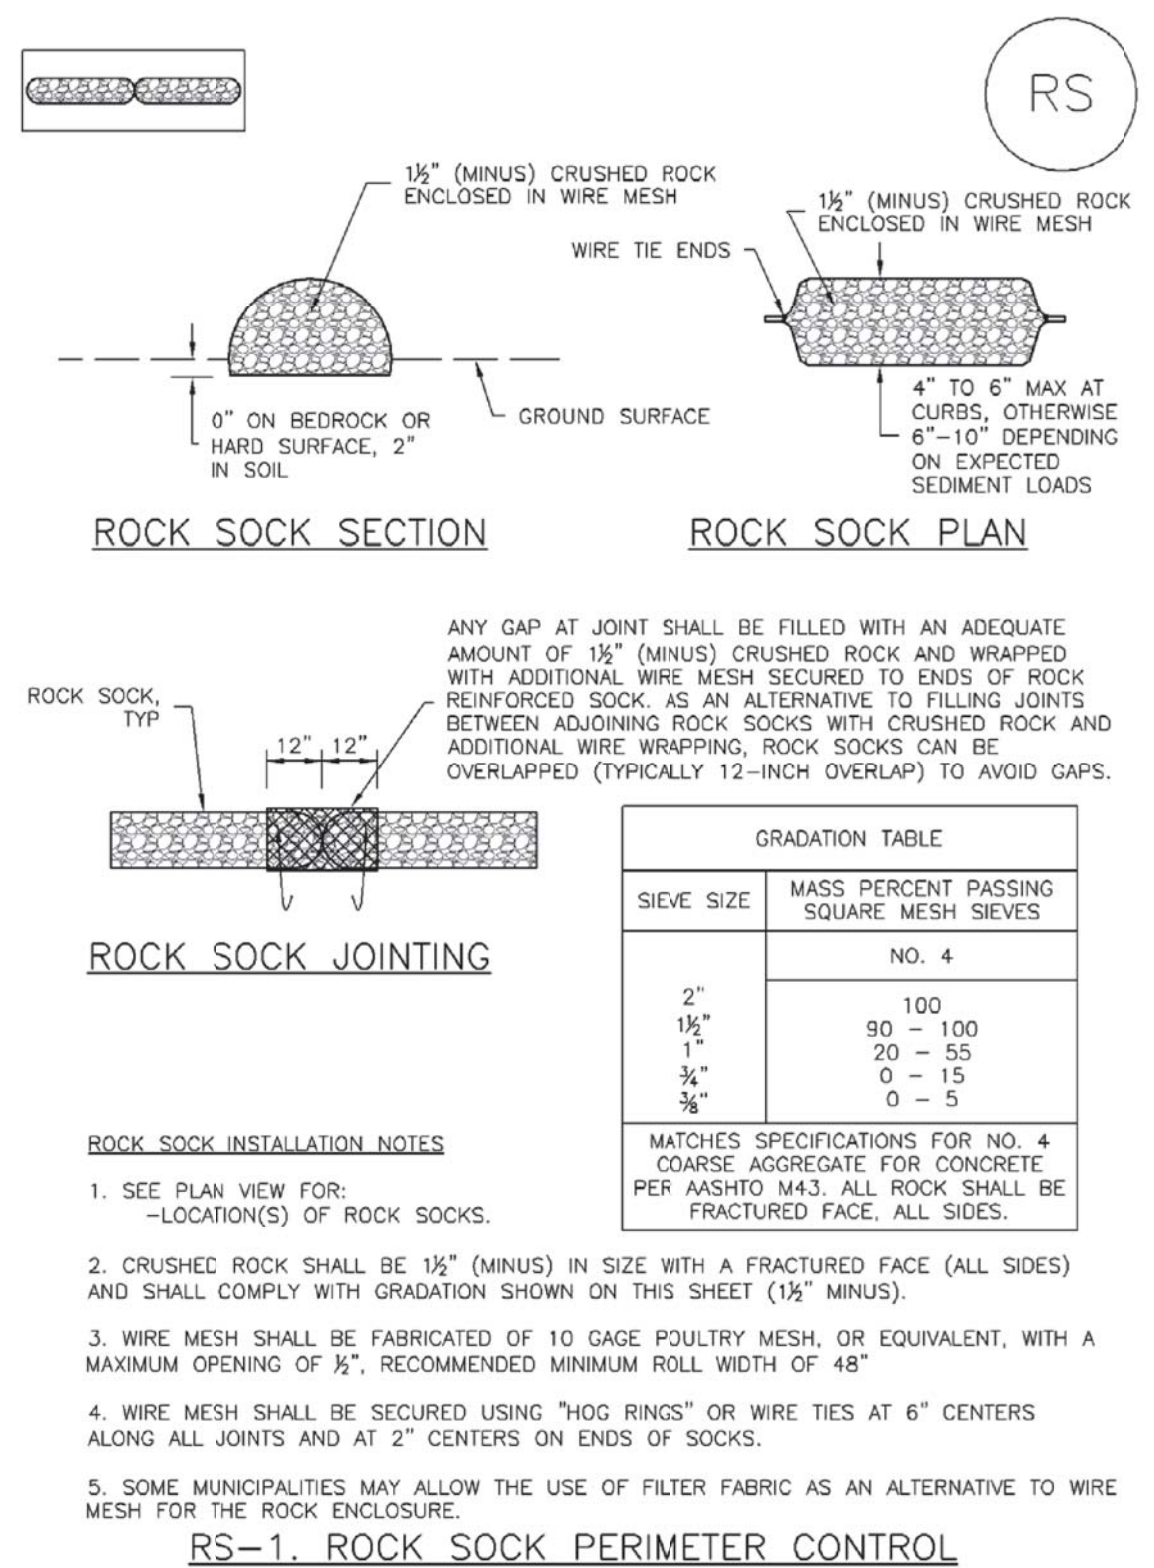 RS
1½" (MINUS) CRUSHED ROCK
ENCLOSED IN WIRE MESH
1½" (MINUS) CRUSHED ROCK
ENCLOSED IN WIRE MESH
WIRE TIE ENDS
0" ON BEDROCK OR
HARD SURFACE, 2"
IN SOIL
GROUND SURFACE
4" TO 6" MAX AT
CURBS, OTHERWISE
6"-10" DEPENDING
ON EXPECTED
SEDIMENT LOADS
ROCK SOCK SECTION
ROCK SOCK PLAN
ANY GAP AT JOINT SHALL BE FILLED WITH AN ADEQUATE
AMOUNT OF 1½" (MINUS) CRUSHED ROCK AND WRAPPED
WITH ADDITIONAL WIRE MESH SECURED TO ENDS OF ROCK
REINFORCED SOCK. AS AN ALTERNATIVE TO FILLING JOINTS
BETWEEN ADJOINING ROCK SOCKS WITH CRUSHED ROCK AND
ADDITIONAL WIRE WRAPPING, ROCK SOCKS CAN BE
OVERLAPPED (TYPICALLY 12-INCH OVERLAP) TO AVOID GAPS.
ROCK SOCK,
TYP
12" 12"
ROCK SOCK JOINTING
GRADATION TABLE
SIEVE SIZE
MASS PERCENT PASSING
SQUARE MESH SIEVES
NO. 4
2" 100
1½" 90 - 100
1" 20 - 55
¾" 0 - 15
⅜" 0 - 5
MATCHES SPECIFICATIONS FOR NO. 4
COARSE AGGREGATE FOR CONCRETE
PER AASHTO M43. ALL ROCK SHALL BE
FRACTURED FACE, ALL SIDES.
ROCK SOCK INSTALLATION NOTES
1. SEE PLAN VIEW FOR:
-LOCATION(S) OF ROCK SOCKS.
2. CRUSHED ROCK SHALL BE 1½" (MINUS) IN SIZE WITH A FRACTURED FACE (ALL SIDES)
AND SHALL COMPLY WITH GRADATION SHOWN ON THIS SHEET (1½" MINUS).
3. WIRE MESH SHALL BE FABRICATED OF 10 GAGE POULTRY MESH, OR EQUIVALENT, WITH A
MAXIMUM OPENING OF ½", RECOMMENDED MINIMUM ROLL WIDTH OF 48"
4. WIRE MESH SHALL BE SECURED USING "HOG RINGS" OR WIRE TIES AT 6" CENTERS
ALONG ALL JOINTS AND AT 2" CENTERS ON ENDS OF SOCKS.
5. SOME MUNICIPALITIES MAY ALLOW THE USE OF FILTER FABRIC AS AN ALTERNATIVE TO WIRE
MESH FOR THE ROCK ENCLOSURE.
RS-1. ROCK SOCK PERIMETER CONTROL